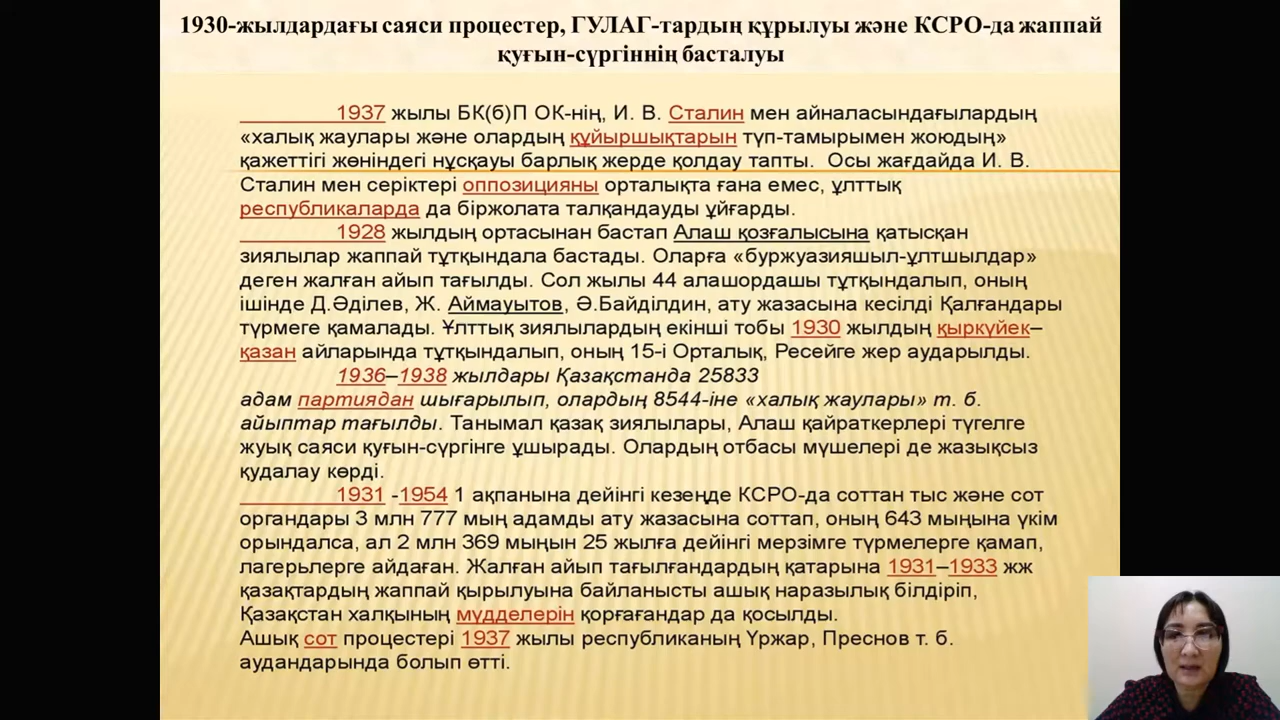 1930-жылдардағы саяси процестер, ГУЛАГ-тардың құрылуы және КСРО-да жаппай
қуғын-сүргіннің басталуы
1937 жылы БК(б)П ОК-нің, И. В. Сталин мен айналасындағылардың
«халық жаулары және олардың құйыршықтарын түп-тамырымен жоюдың»
қажеттігі жөніндегі нұсқауы барлық жерде қолдау тапты. Осы жағдайда И. В.
Сталин мен серіктері оппозицияны орталықта ғана емес, ұлттық
республикаларда да біржолата талқандауды ұйғарды.
1928 жылдың ортасынан бастап Алаш қозғалысына қатысқан
зиялылар жаппай тұтқындала бастады. Оларға «буржуазияшыл-ұлтшылдар»
деген жалған айып тағылды. Сол жылы 44 алашордашы тұтқындалып, оның
ішінде Д.Әділев, Ж. Аймауытов, Ә.Байділдин, ату жазасына кесілді Қалғандары
түрмеге қамалады. Ұлттық зиялылардың екінші тобы 1930 жылдың қыркүйек–
қазан айларында тұтқындалып, оның 15-і Орталық, Ресейге жер аударылды.
1936–1938 жылдары Қазақстанда 25833
адам партиядан шығарылып, олардың 8544-іне «халық жаулары» т. б.
айыптар тағылды. Танымал қазақ зиялылары, Алаш қайраткерлері түгелге
жуық саяси қуғын-сүргінге ұшырады. Олардың отбасы мүшелері де жазықсыз
қудалау көрді.
1931 -1954 1 ақпанына дейінгі кезеңде КСРО-да соттан тыс және сот
органдары 3 млн 777 мың адамды ату жазасына соттап, оның 643 мыңына үкім
орындалса, ал 2 млн 369 мыңын 25 жылға дейінгі мерзімге түрмелерге қамап,
лагерьлерге айдаған. Жалған айып тағылғандардың қатарына 1931–1933 жж
қазақтардың жаппай қырылуына байланысты ашық наразылық білдіріп,
Қазақстан халқының мүдделерін қорғағандар да қосылды.
Ашық сот процестері 1937 жылы республиканың Үржар, Преснов т. б.
аудандарында болып өтті.